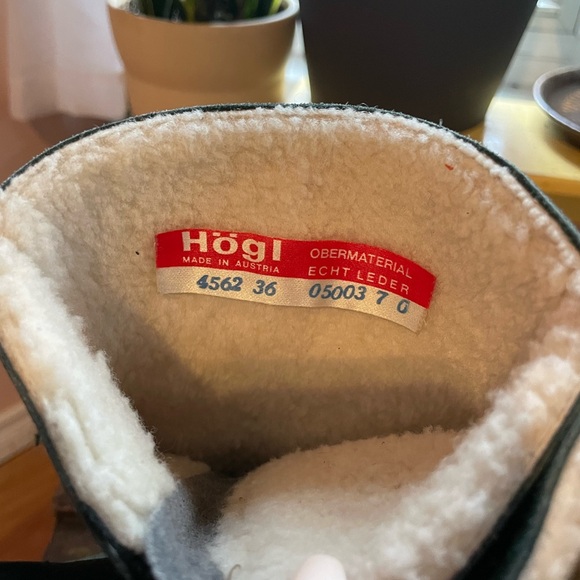 Högl
MADE IN AUSTRIA
OBERMATERIAL
ECHT LEDER
4562 36 05003 7 0